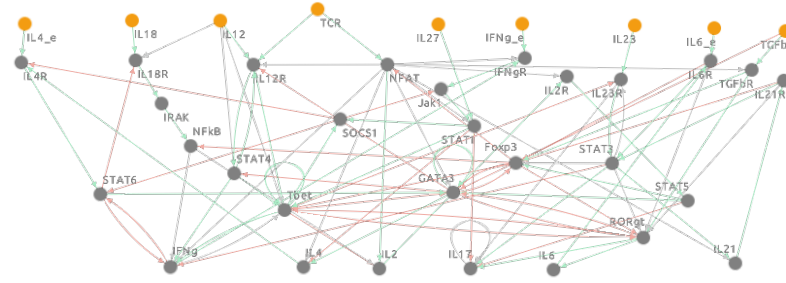 IL4_e
IL18
IL12
TCR
IL27
IFNg_e
IL23
IL6_e
TGFb
IL4R
IL18R
IL12R
NFAT
IFNgR
IL2R
IL23R
IL6R
TGFbR
IL21R
IRAK
Jak1
NFkB
SOCS1
STAT1
Foxp3
STAT3
STAT6
STAT4
Tbet
GATA3
STAT5
RORgt
IFNg
IL4
IL2
IL17
IL6
IL21